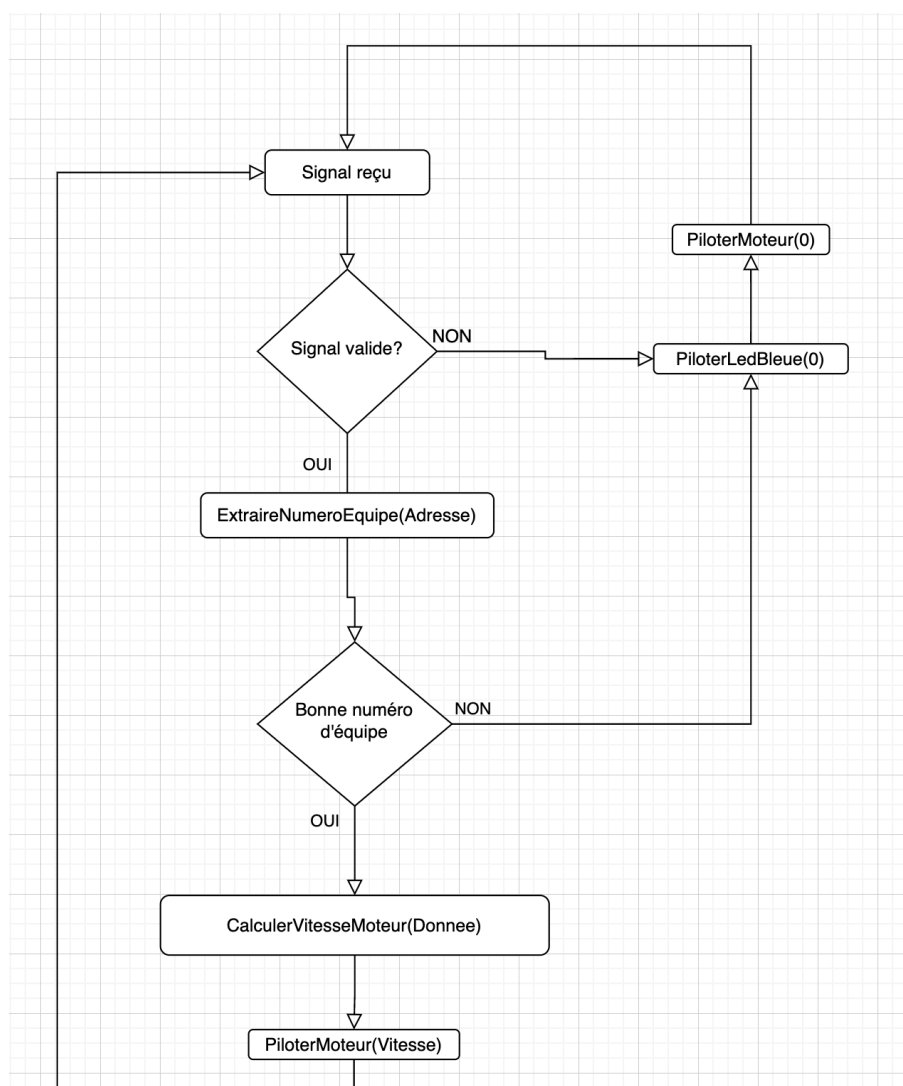 Signal reçu
PiloterMoteur(0)
Signal valide?
NON
PiloterLedBleue(0)
OUI
ExtraireNumeroEquipe(Adresse)
Bonne numéro
d'équipe
NON
OUI
CalculerVitesseMoteur(Donnee)
PiloterMoteur(Vitesse)